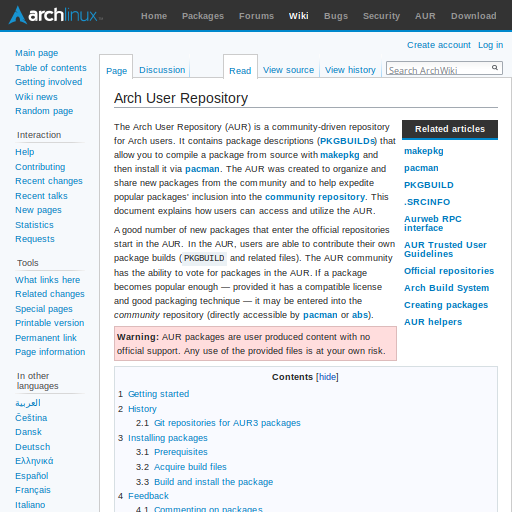 archlinux
Home Packages Forums Wiki Bugs Security AUR Download
Create account Log in
Page Discussion Read View source View history Search ArchWiki
Main page
Table of contents
Getting involved
Wiki news
Random page
Interaction
Help
Contributing
Recent changes
Recent talks
New pages
Statistics
Requests
Tools
What links here
Related changes
Special pages
Printable version
Permanent link
Page information
In other
languages
العربية
Čeština
Dansk
Deutsch
Ελληνικά
Español
Français
Italiano
Arch User Repository
The Arch User Repository (AUR) is a community-driven repository
for Arch users. It contains package descriptions (PKGBUILDs) that
allow you to compile a package from source with makepkg and
then install it via pacman. The AUR was created to organize and
share new packages from the community and to help expedite
popular packages' inclusion into the community repository. This
document explains how users can access and utilize the AUR.
A good number of new packages that enter the official repositories
start in the AUR. In the AUR, users are able to contribute their own
package builds (PKGBUILD and related files). The AUR community
has the ability to vote for packages in the AUR. If a package
becomes popular enough — provided it has a compatible license
and good packaging technique — it may be entered into the
community repository (directly accessible by pacman or abs).
Warning: AUR packages are user produced content with no
official support. Any use of the provided files is at your own risk.
Related articles
makepkg
pacman
PKGBUILD
.SRCINFO
Aurweb RPC
interface
AUR Trusted User
Guidelines
Official repositories
Arch Build System
Creating packages
AUR helpers
Contents [hide]
1 Getting started
2 History
2.1 Git repositories for AUR3 packages
3 Installing packages
3.1 Prerequisites
3.2 Acquire build files
3.3 Build and install the package
4 Feedback
4.1 Commenting on packages